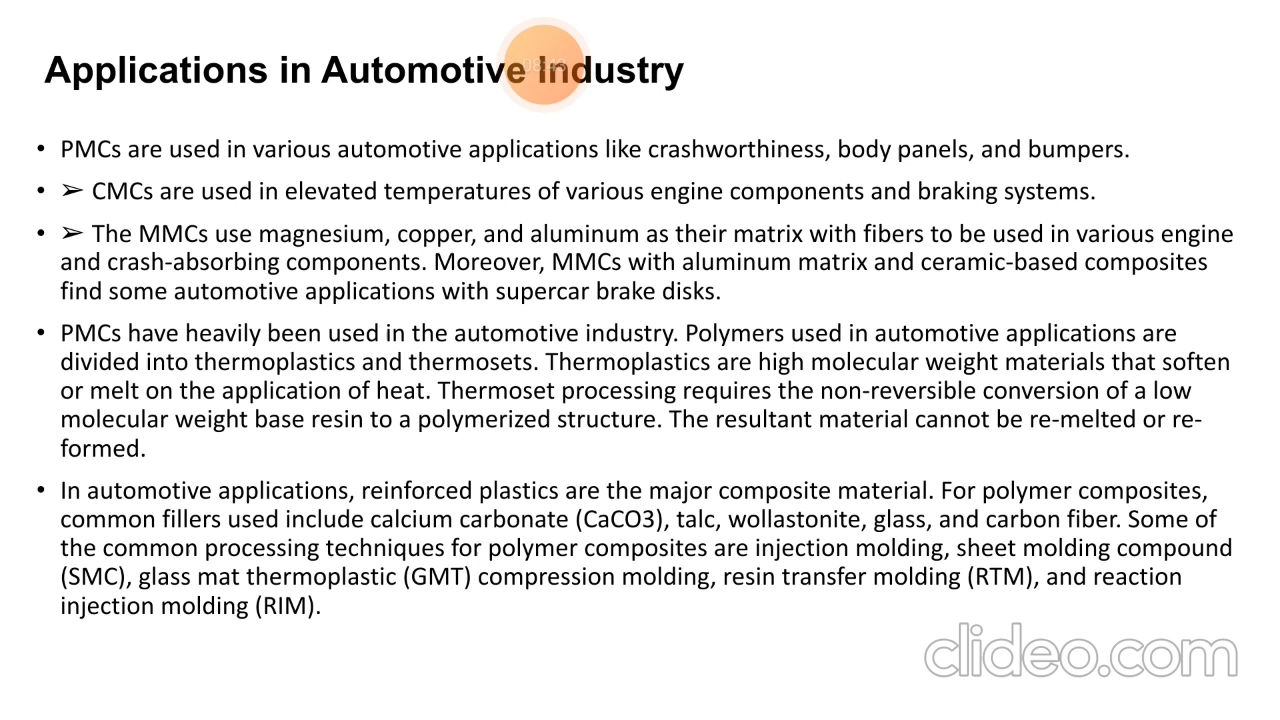 Applications in Automotive Industry
• PMCs are used in various automotive applications like crashworthiness, body panels, and bumpers.
• ➢ CMCs are used in elevated temperatures of various engine components and braking systems.
• ➢ The MMCs use magnesium, copper, and aluminum as their matrix with fibers to be used in various engine
and crash-absorbing components. Moreover, MMCs with aluminum matrix and ceramic-based composites
find some automotive applications with supercar brake disks.
• PMCs have heavily been used in the automotive industry. Polymers used in automotive applications are
divided into thermoplastics and thermosets. Thermoplastics are high molecular weight materials that soften
or melt on the application of heat. Thermoset processing requires the non-reversible conversion of a low
molecular weight base resin to a polymerized structure. The resultant material cannot be re-melted or re-
formed.
• In automotive applications, reinforced plastics are the major composite material. For polymer composites,
common fillers used include calcium carbonate (CaCO3), talc, wollastonite, glass, and carbon fiber. Some of
the common processing techniques for polymer composites are injection molding, sheet molding compound
(SMC), glass mat thermoplastic (GMT) compression molding, resin transfer molding (RTM), and reaction
injection molding (RIM).
clideo.com